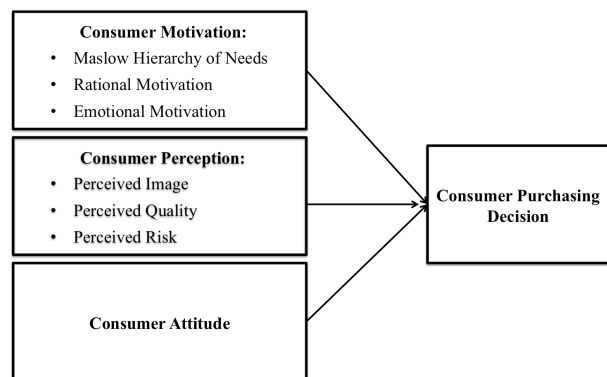 Consumer Motivation:
• Maslow Hierarchy of Needs
• Rational Motivation
• Emotional Motivation
Consumer Perception:
• Perceived Image
• Perceived Quality
• Perceived Risk
Consumer Attitude
Consumer Purchasing
Decision